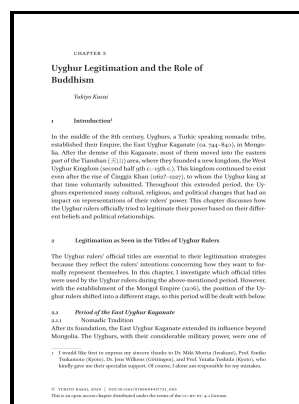 CHAPTER 3
Uyghur Legitimation and the Role of
Buddhism
Yukiyo Kasai
1 Introduction1
In the middle of the 8th century, Uyghurs, a Turkic speaking nomadic tribe,
established their Empire, the East Uyghur Kaganate (ca. 744–840), in Mongo-
lia. After the demise of this Kaganate, most of them moved into the eastern
part of the Tianshan (天山) area, where they founded a new kingdom, the West
Uyghur Kingdom (second half 9th c.–13th c.). This kingdom continued to exist
even after the rise of Činggiz Khan (1162?–1227), to whom the Uyghur king at
that time voluntarily submitted. Throughout this extended period, the Uy-
ghurs experienced many cultural, religious, and political changes that had an
impact on representations of their rulers’ power. This chapter discusses how
the Uyghur rulers officially tried to legitimate their power based on their differ-
ent beliefs and political relationships.
2 Legitimation as Seen in the Titles of Uyghur Rulers
The Uyghur rulers’ official titles are essential to their legitimation strategies
because they reflect the rulers’ intentions concerning how they want to for-
mally represent themselves. In this chapter, I investigate which official titles
were used by the Uyghur rulers during the above-mentioned period. However,
with the establishment of the Mongol Empire (1206), the position of the Uy-
ghur rulers shifted into a different stage, so this period will be dealt with below.
2.1 Period of the East Uyghur Kaganate
2.1.1 Nomadic Tradition
After its foundation, the East Uyghur Kaganate extended its influence beyond
Mongolia. The Uyghurs, with their considerable military power, were one of
1 I would like first to express my sincere thanks to Dr. Miki Morita (Iwakuni), Prof. Emiko
Tsukamoto (Kyoto), Dr. Jens Wilkens (Göttingen), and Prof. Yutaka Yoshida (Kyoto), who
kindly gave me their specialist support. Of course, I alone am responsible for my mistakes.
© YUKIYO KASAI, 2020 | DOI:10.1163/9789004417731_005
This is an open access chapter distributed under the terms of the CC-BY-NC 4.0 License.